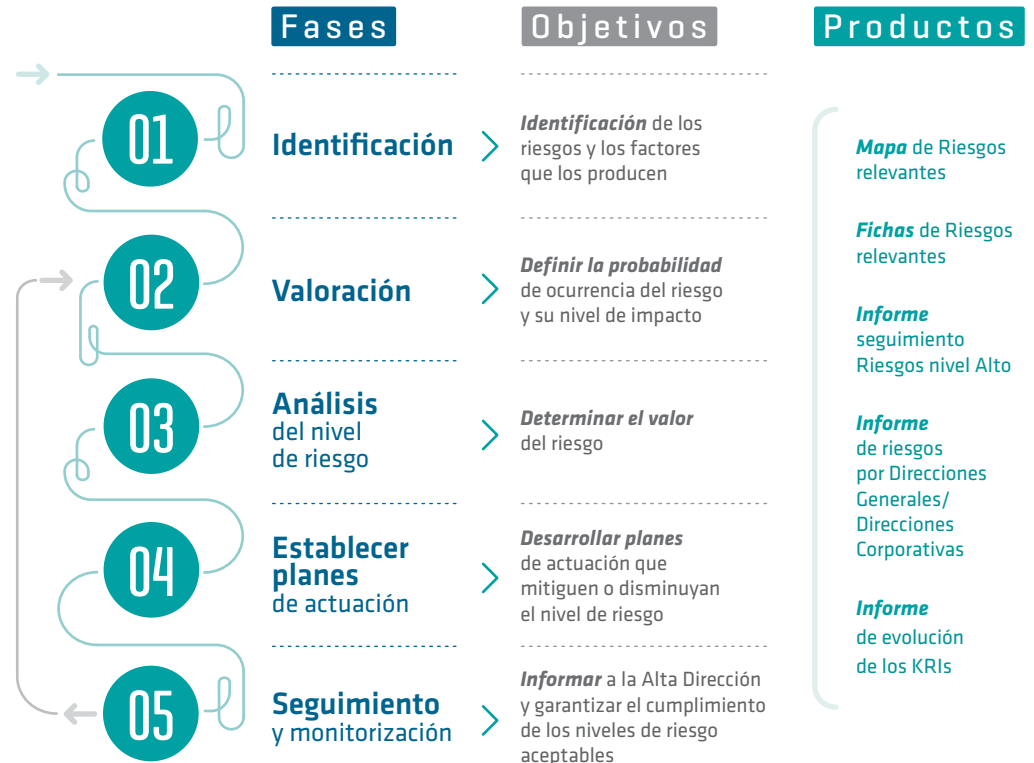 Fases
Objetivos
Productos
01
Identificación
Identificación de los
riesgos y los factores
que los producen
02
Valoración
Definir la probabilidad
de ocurrencia del riesgo
y su nivel de impacto
03
Análisis
del nivel
de riesgo
Determinar el valor
del riesgo
04
Establecer
planes
de actuación
Desarrollar planes
de actuación que
mitiguen o disminuyan
el nivel de riesgo
05
Seguimiento
y monitorización
Informar a la Alta Dirección
y garantizar el cumplimiento
de los niveles de riesgo
aceptables
Mapa de Riesgos
relevantes
Fichas de Riesgos
relevantes
Informe
seguimiento
Riesgos nivel Alto
Informe
de riesgos
por Direcciones
Generales/
Direcciones
Corporativas
Informe
de evolución
de los KRIs